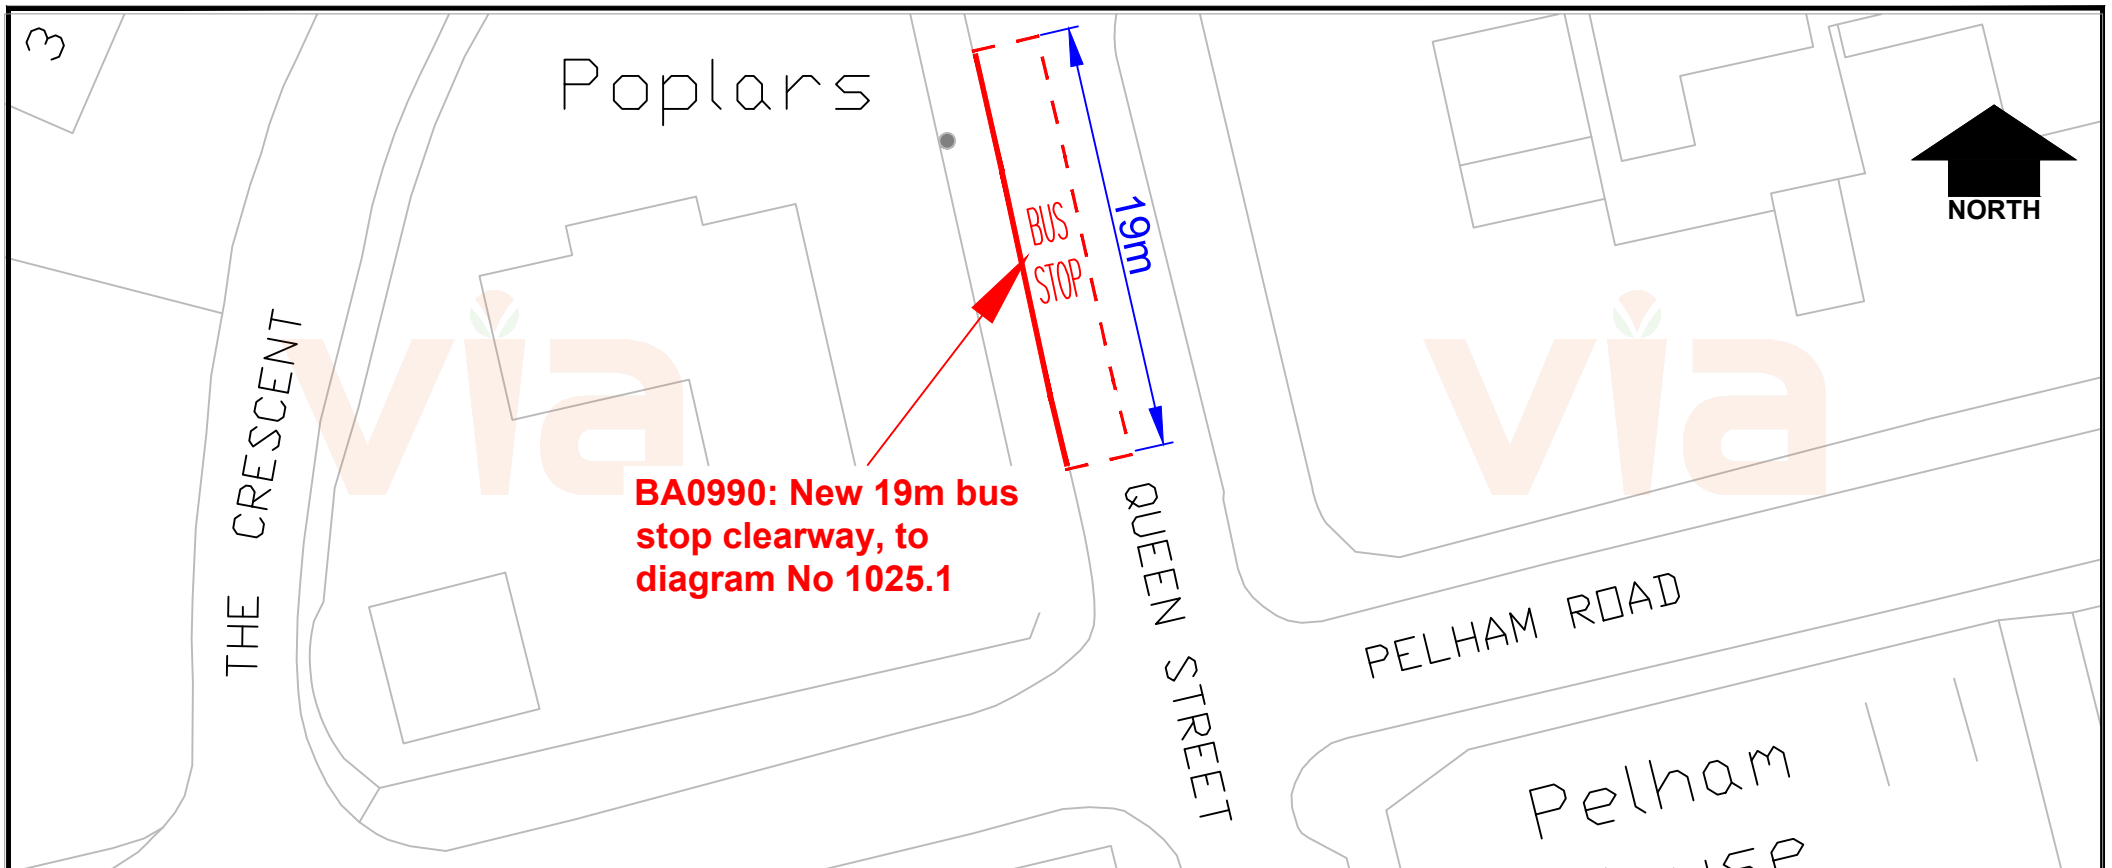 3
Poplars
NORTH
BUS
STOP
19m
via
via
THE CRESCENT
BA0990: New 19m bus
stop clearway, to
diagram No 1025.1
QUEEN STREET
PELHAM ROAD
Pelham